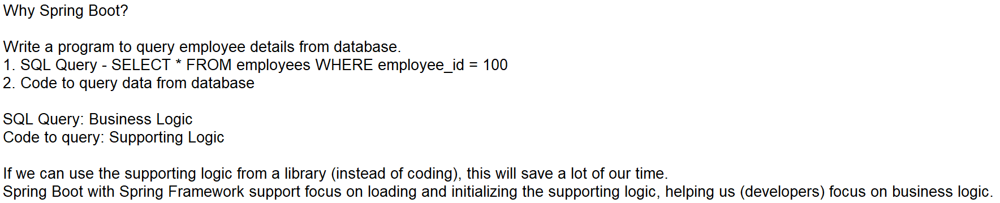 Why Spring Boot?
Write a program to query employee details from database.
1. SQL Query - SELECT * FROM employees WHERE employee_id = 100
2. Code to query data from database
SQL Query: Business Logic
Code to query: Supporting Logic
If we can use the supporting logic from a library (instead of coding), this will save a lot of our time.
Spring Boot with Spring Framework support focus on loading and initializing the supporting logic, helping us (developers) focus on business logic.